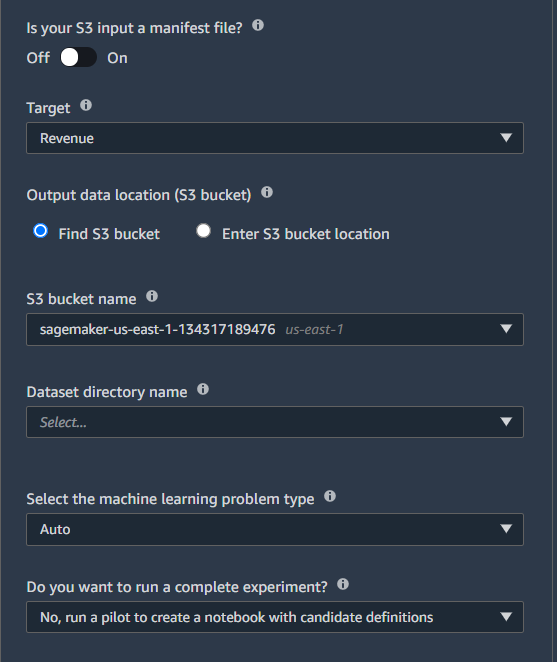 Is your S3 input a manifest file?
Off On
Target
Revenue
Output data location (S3 bucket)
Find S3 bucket Enter S3 bucket location
S3 bucket name
sagemaker-us-east-1-134317189476 us-east-1
Dataset directory name
Select...
Select the machine learning problem type
Auto
Do you want to run a complete experiment?
No, run a pilot to create a notebook with candidate definitions